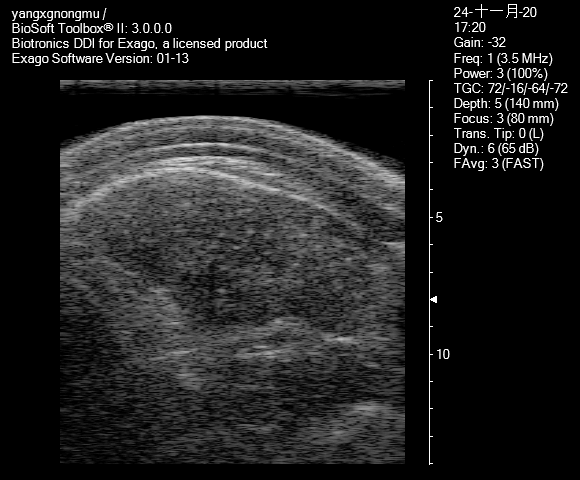 yangxgnongmu /
BioSoft Toolbox® II: 3.0.0.0
Biotronics DDI for Exago, a licensed product
Exago Software Version: 01-13
24-十一月-20
17:20
Gain: -32
Freq: 1 (3.5 MHz)
Power: 3 (100%)
TGC: 72/-16/-64/-72
Depth: 5 (140 mm)
Focus: 3 (80 mm)
Trans. Tip: 0 (L)
Dyn.: 6 (65 dB)
FAvg: 3 (FAST)
5
10